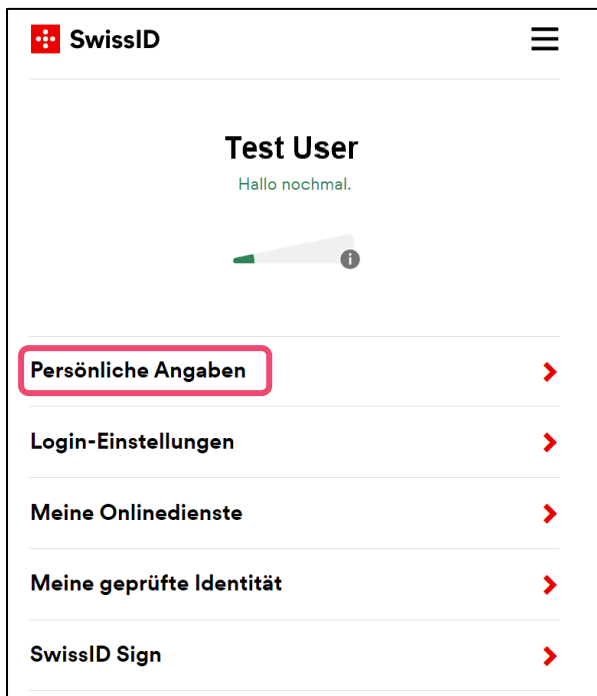 SwissID
Test User
Hallo nochmal.
i
Persönliche Angaben
Login-Einstellungen
Meine Onlinedienste
Meine geprüfte Identität
SwissID Sign